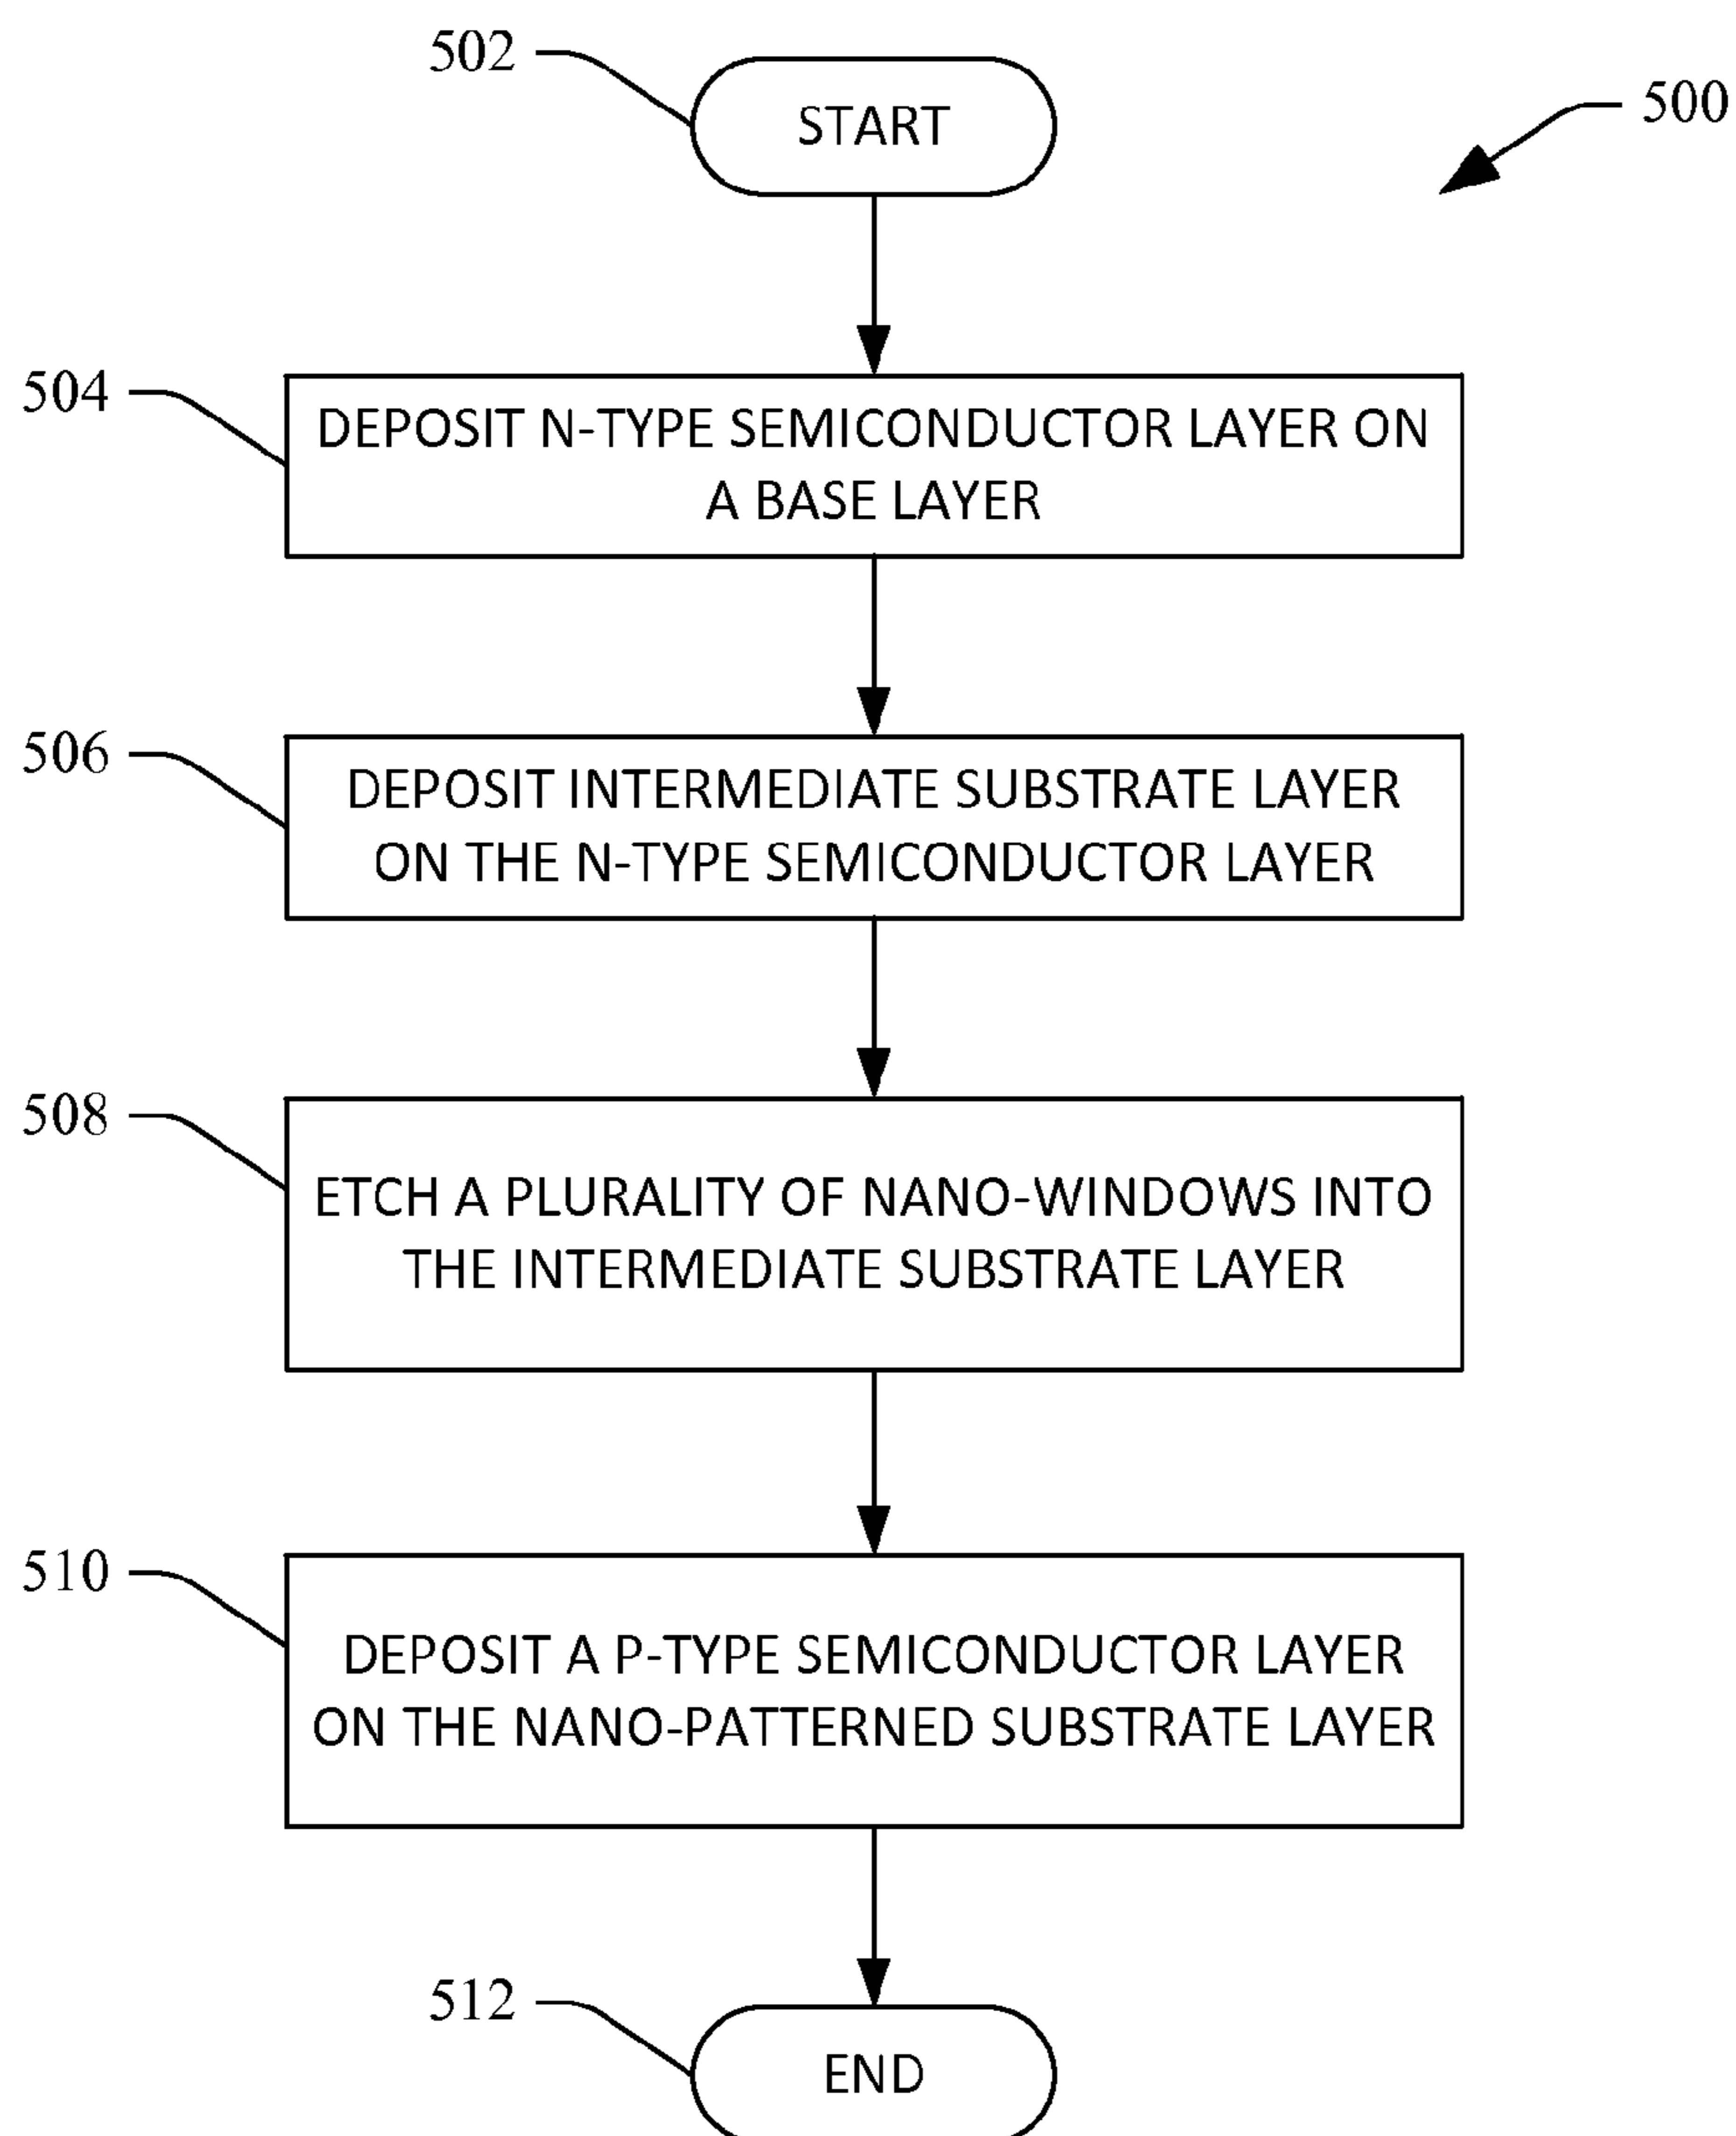 502
START
500
504
DEPOSIT N-TYPE SEMICONDUCTOR LAYER ON
A BASE LAYER
506
DEPOSIT INTERMEDIATE SUBSTRATE LAYER
ON THE N-TYPE SEMICONDUCTOR LAYER
508
ETCH A PLURALITY OF NANO-WINDOWS INTO
THE INTERMEDIATE SUBSTRATE LAYER
510
DEPOSIT A P-TYPE SEMICONDUCTOR LAYER
ON THE NANO-PATTERNED SUBSTRATE LAYER
512
END